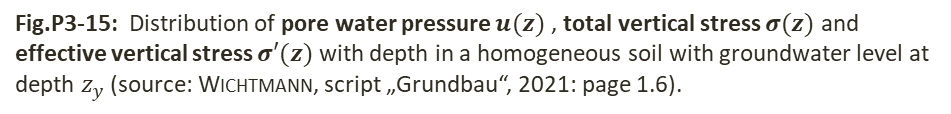 Fig.P3-15: Distribution of pore water pressure u(z) , total vertical stress σ(z) and
effective vertical stress σ′(z) with depth in a homogeneous soil with groundwater level at
depth zᵧ (source: WICHTMANN, script „Grundbau“, 2021: page 1.6).